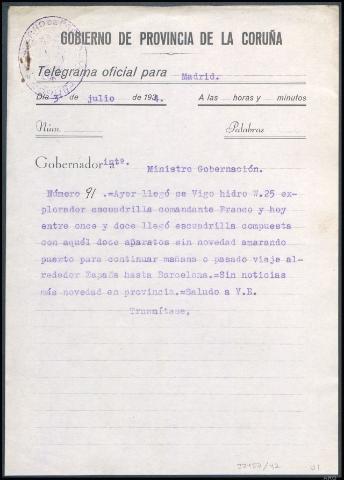 GOBIERNO DE PROVINCIA DE LA CORUÑA
Telegrama oficial para Madrid.
Día 3 de julio de 193 A las horas y minutos
Núm. Palabras
Gobernador intº. a Ministro Gobernación.
Número 91 .=Ayer llegó de Vigo hidro W.25 ex-
plorador escuadrilla comandante Franco y hoy
entre once y doce llegó escuadrilla compuesta
con aquél doce aparatos sin novedad amarando
puerto para continuar mañana o pasado viaje al-
rededor España hasta Barcelona.=Sin noticias
más novedad en provincia.=Saludo a V.E.
Tramítase,